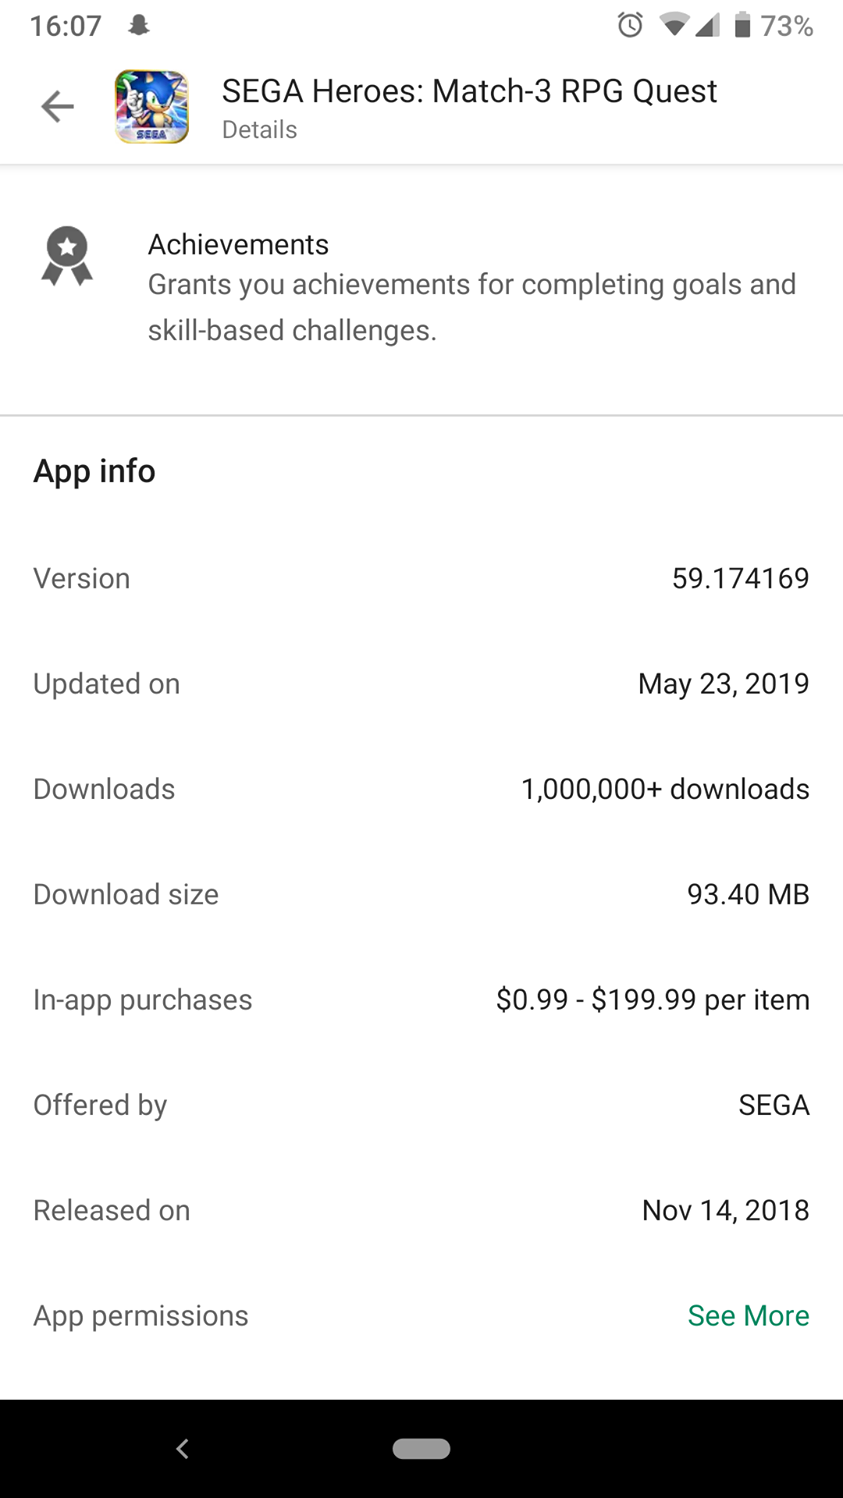 16:07 73%
SEGA Heroes: Match-3 RPG Quest
SEGA
Details
Achievements
Grants you achievements for completing goals and
skill-based challenges.
App info
Version 59.174169
Updated on May 23, 2019
Downloads 1,000,000+ downloads
Download size 93.40 MB
In-app purchases $0.99 - $199.99 per item
Offered by SEGA
Released on Nov 14, 2018
App permissions See More